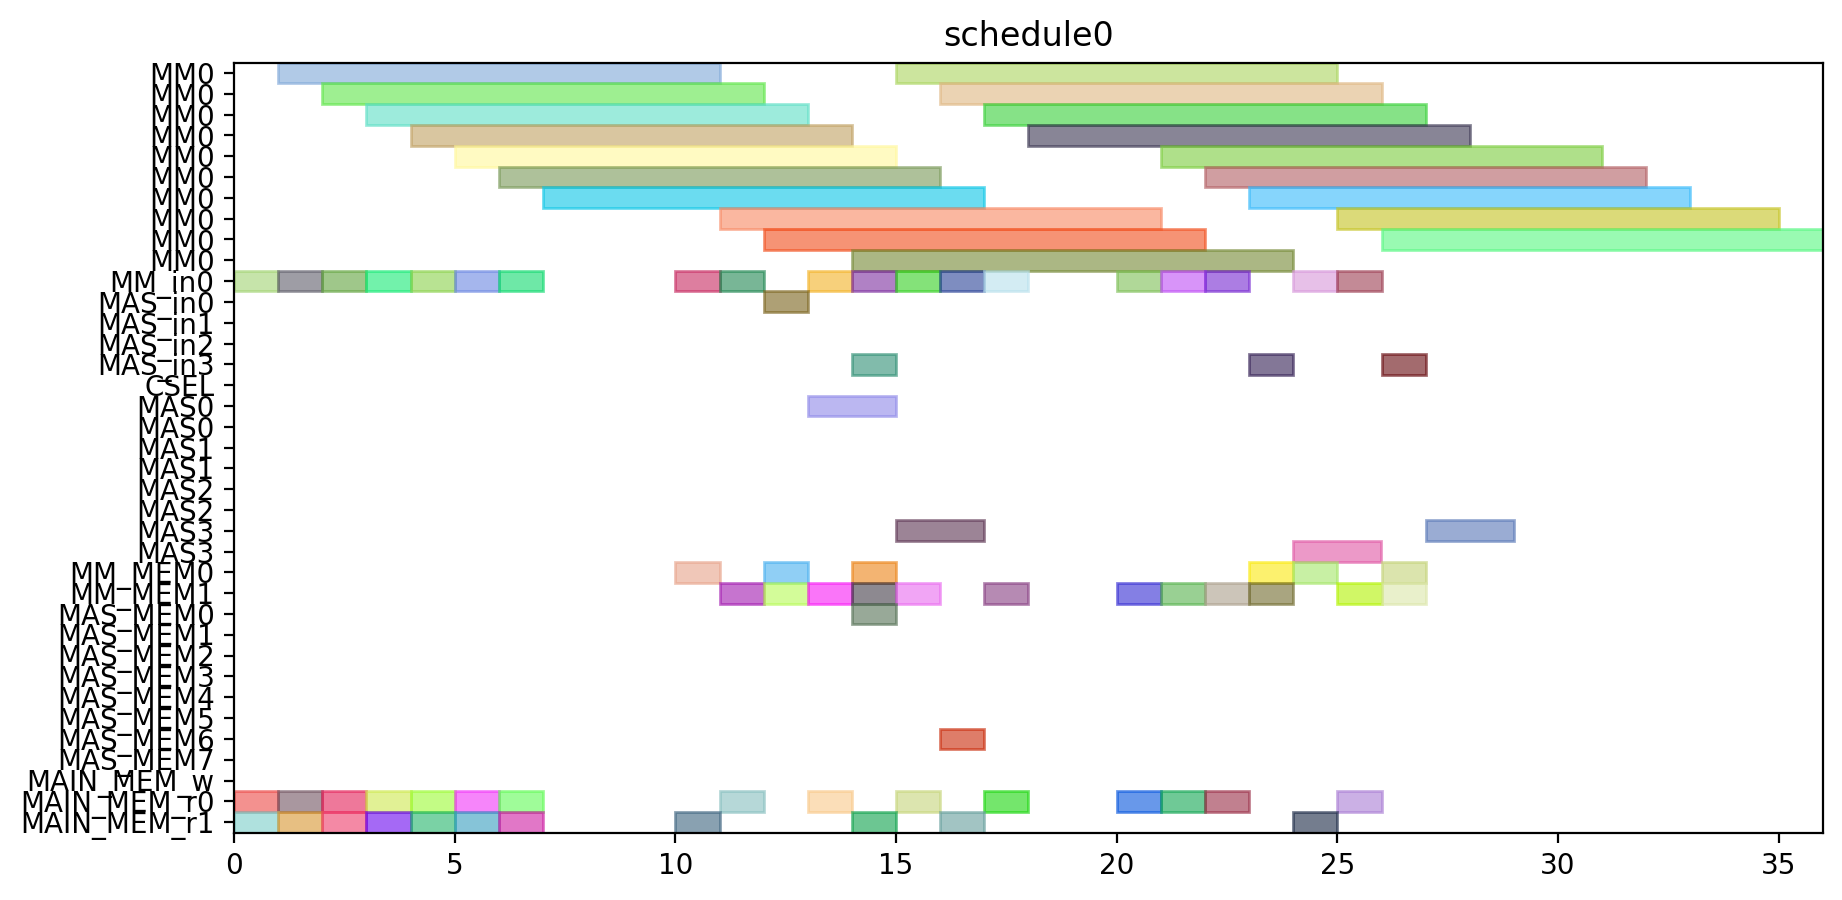 schedule0
MM0
MM0
MM0
MM0
MM0
MM0
MM0
MM0
MM0
MM0
MM_in0
MAS_in0
MAS_in1
MAS_in2
MAS_in3
CSEL
MAS0
MAS0
MAS1
MAS1
MAS2
MAS2
MAS3
MAS3
MM_MEM0
MM_MEM1
MAS_MEM0
MAS_MEM1
MAS_MEM2
MAS_MEM3
MAS_MEM4
MAS_MEM5
MAS_MEM6
MAS_MEM7
MAIN_MEM_w
MAIN_MEM_r0
MAIN_MEM_r1
0 5 10 15 20 25 30 35